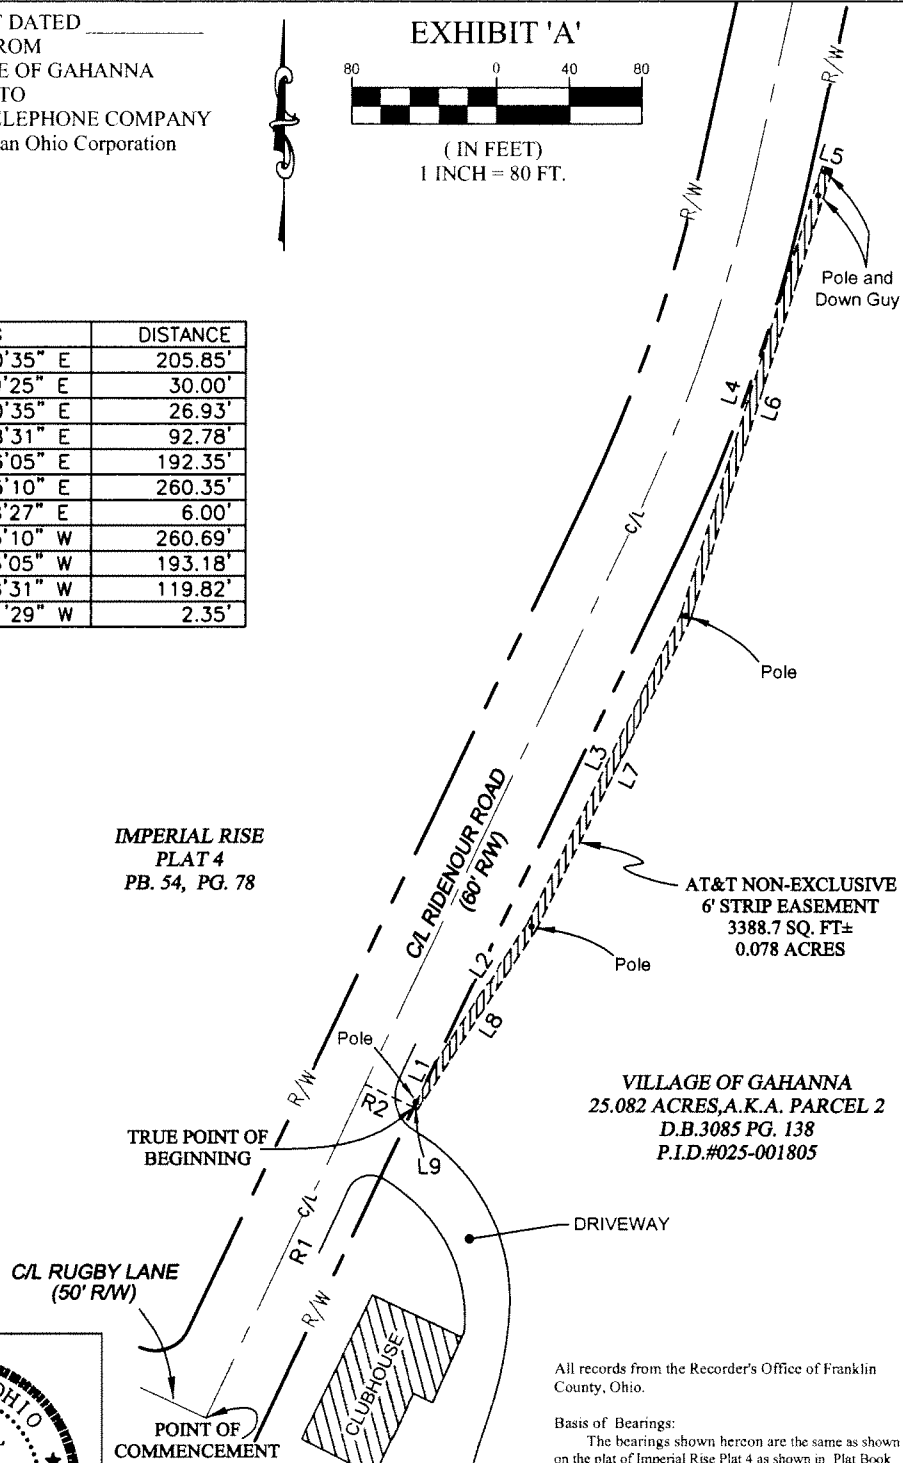 DATED
OF GAHANNA
TO
TELEPHONE COMPANY
an Ohio Corporation
EXHIBIT 'A'
80 0 40 80
( IN FEET)
1 INCH = 80 FT.
DISTANCE
'35" E 205.85'
'25" E 30.00'
'35" E 26.93'
'31" E 92.78'
'05" E 192.35'
'10" E 260.35'
'27" E 6.00'
'10" W 260.69'
'05" W 193.18'
'31" W 119.82'
'29" W 2.35'
R/W
R/W
L5
Pole and
Down Guy
L4
L6
C/L
Pole
L3
L7
IMPERIAL RISE
PLAT 4
PB. 54, PG. 78
C/L RIDENOUR ROAD
(60' R/W)
AT&T NON-EXCLUSIVE
6' STRIP EASEMENT
3388.7 SQ. FT±
0.078 ACRES
L2
Pole
L8
Pole
L1
R2
R/W
VILLAGE OF GAHANNA
25.082 ACRES,A.K.A. PARCEL 2
D.B.3085 PG. 138
P.I.D.#025-001805
TRUE POINT OF
BEGINNING
L9
C/L
R1
DRIVEWAY
C/L RUGBY LANE
(50' R/W)
R/W
CLUBHOUSE
POINT OF
COMMENCEMENT
OHIO
All records from the Recorder's Office of Franklin
County, Ohio.
Basis of Bearings:
The bearings shown hereon are the same as shown
on the plat of Imperial Rise Plat 4 as shown in Plat Book